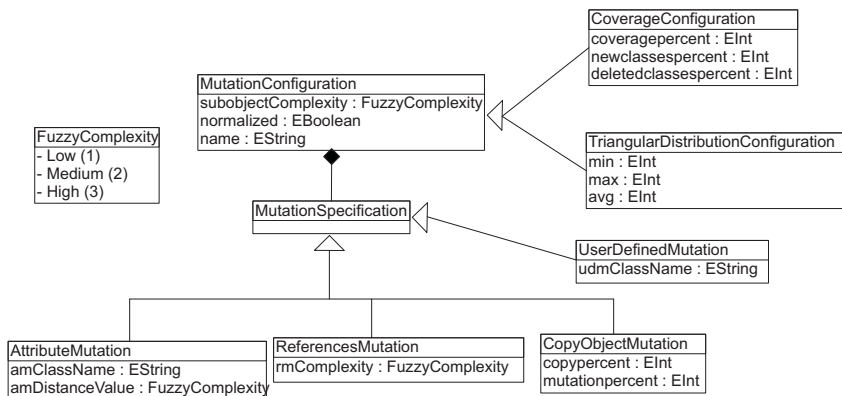 CoverageConfiguration
coveragepercent : EInt
newclassespercent : EInt
deletedclassespercent : EInt
MutationConfiguration
subobjectComplexity : FuzzyComplexity
normalized : EBoolean
name : EString
FuzzyComplexity
- Low (1)
- Medium (2)
- High (3)
TriangularDistributionConfiguration
min : EInt
max : EInt
avg : EInt
MutationSpecification
UserDefinedMutation
udmClassName : EString
AttributeMutation
amClassName : EString
amDistanceValue : FuzzyComplexity
ReferencesMutation
rmComplexity : FuzzyComplexity
CopyObjectMutation
copypercent : EInt
mutationpercent : EInt